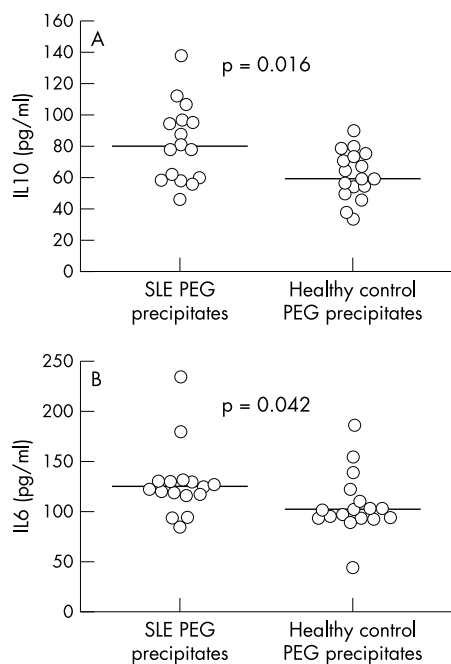 A
p = 0.016
IL10 (pg/ml)
160
140
120
100
80
60
40
20
0
SLE PEG
precipitates
Healthy control
PEG precipitates
B
p = 0.042
IL6 (pg/ml)
250
200
150
100
50
0
SLE PEG
precipitates
Healthy control
PEG precipitates